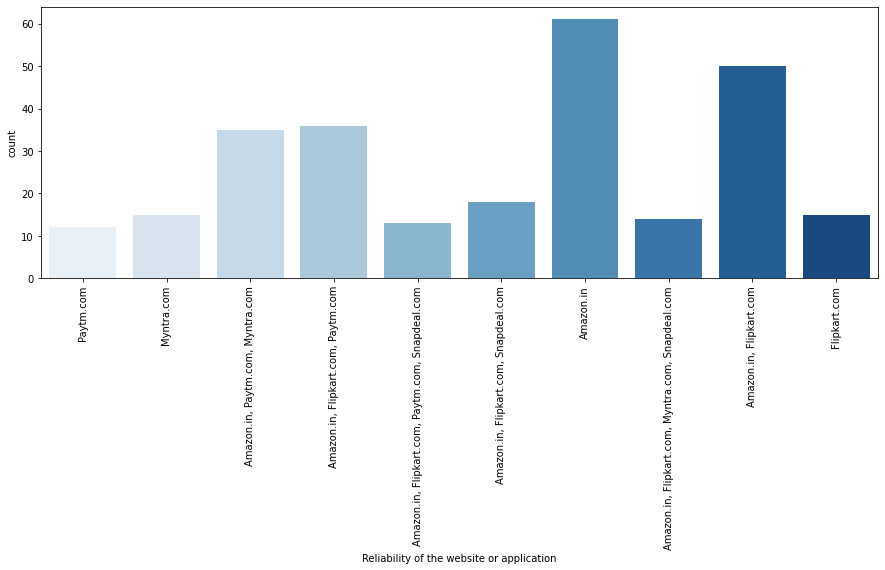 60
50
40
30
20
10
0
count
Paytm.com
Myntra.com
Amazon.in, Paytm.com, Myntra.com
Amazon.in, Flipkart.com, Paytm.com
Amazon.in, Flipkart.com, Paytm.com, Snapdeal.com
Amazon.in, Flipkart.com, Snapdeal.com
Amazon.in
Amazon.in, Flipkart.com, Myntra.com, Snapdeal.com
Amazon.in, Flipkart.com
Flipkart.com
Reliability of the website or application